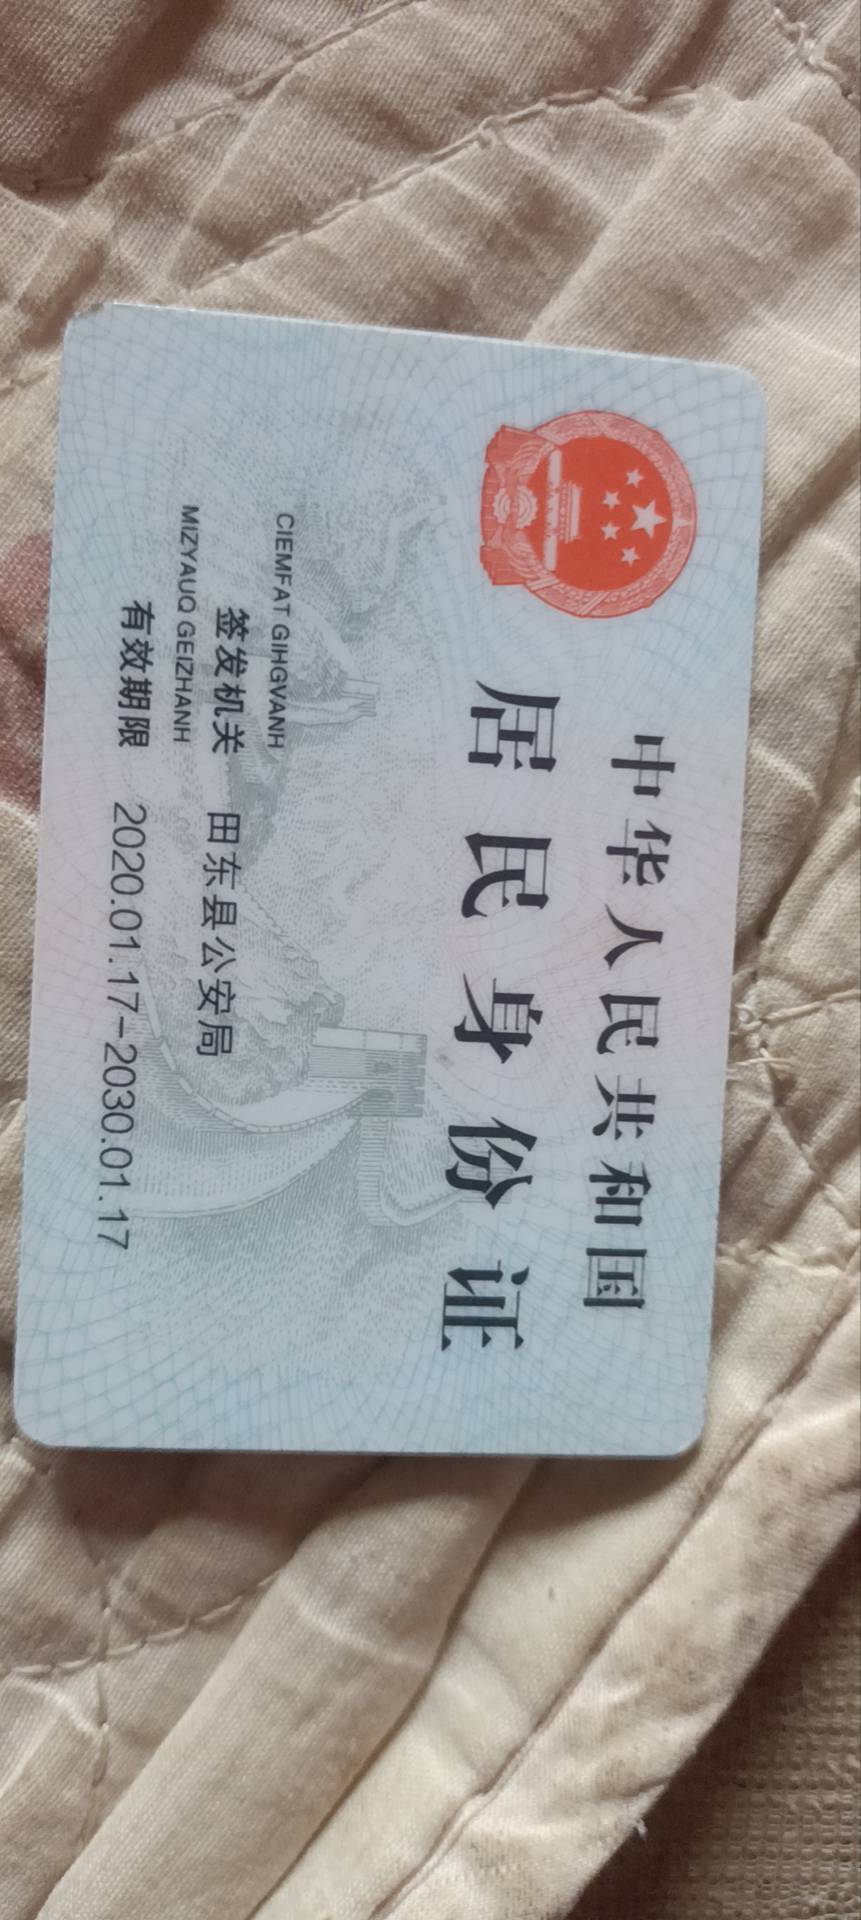 中华人民共和国
居民身份证
CIEMFAT GIHGVANH
签发机关 田东县公安局
MIZYAUQ GEIZHANH
有效期限 2020.01.17-2030.01.17